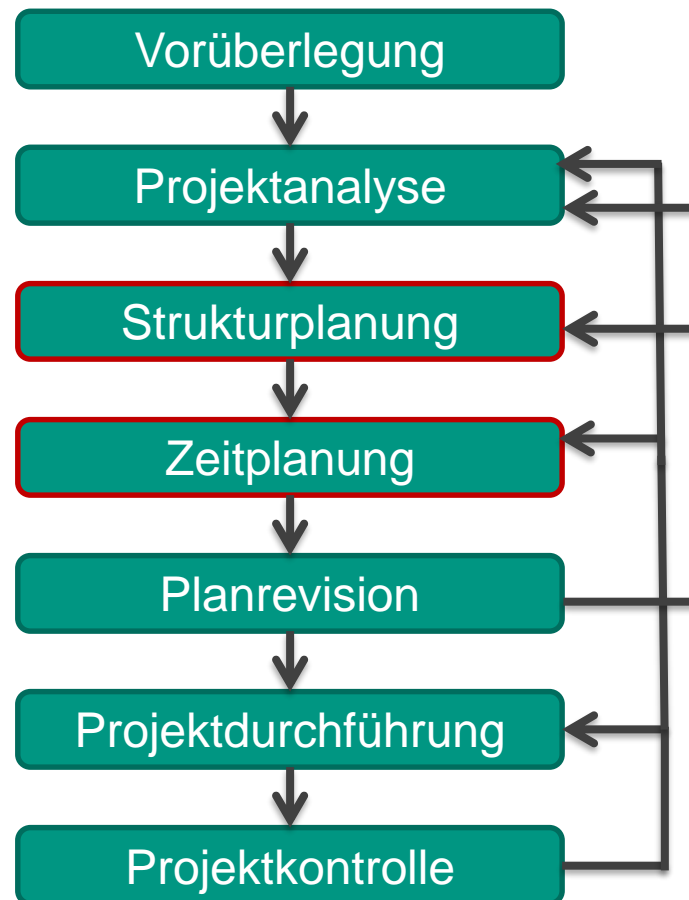 Vorüberlegung
Projektanalyse
Strukturplanung
Zeitplanung
Planrevision
Projektdurchführung
Projektkontrolle